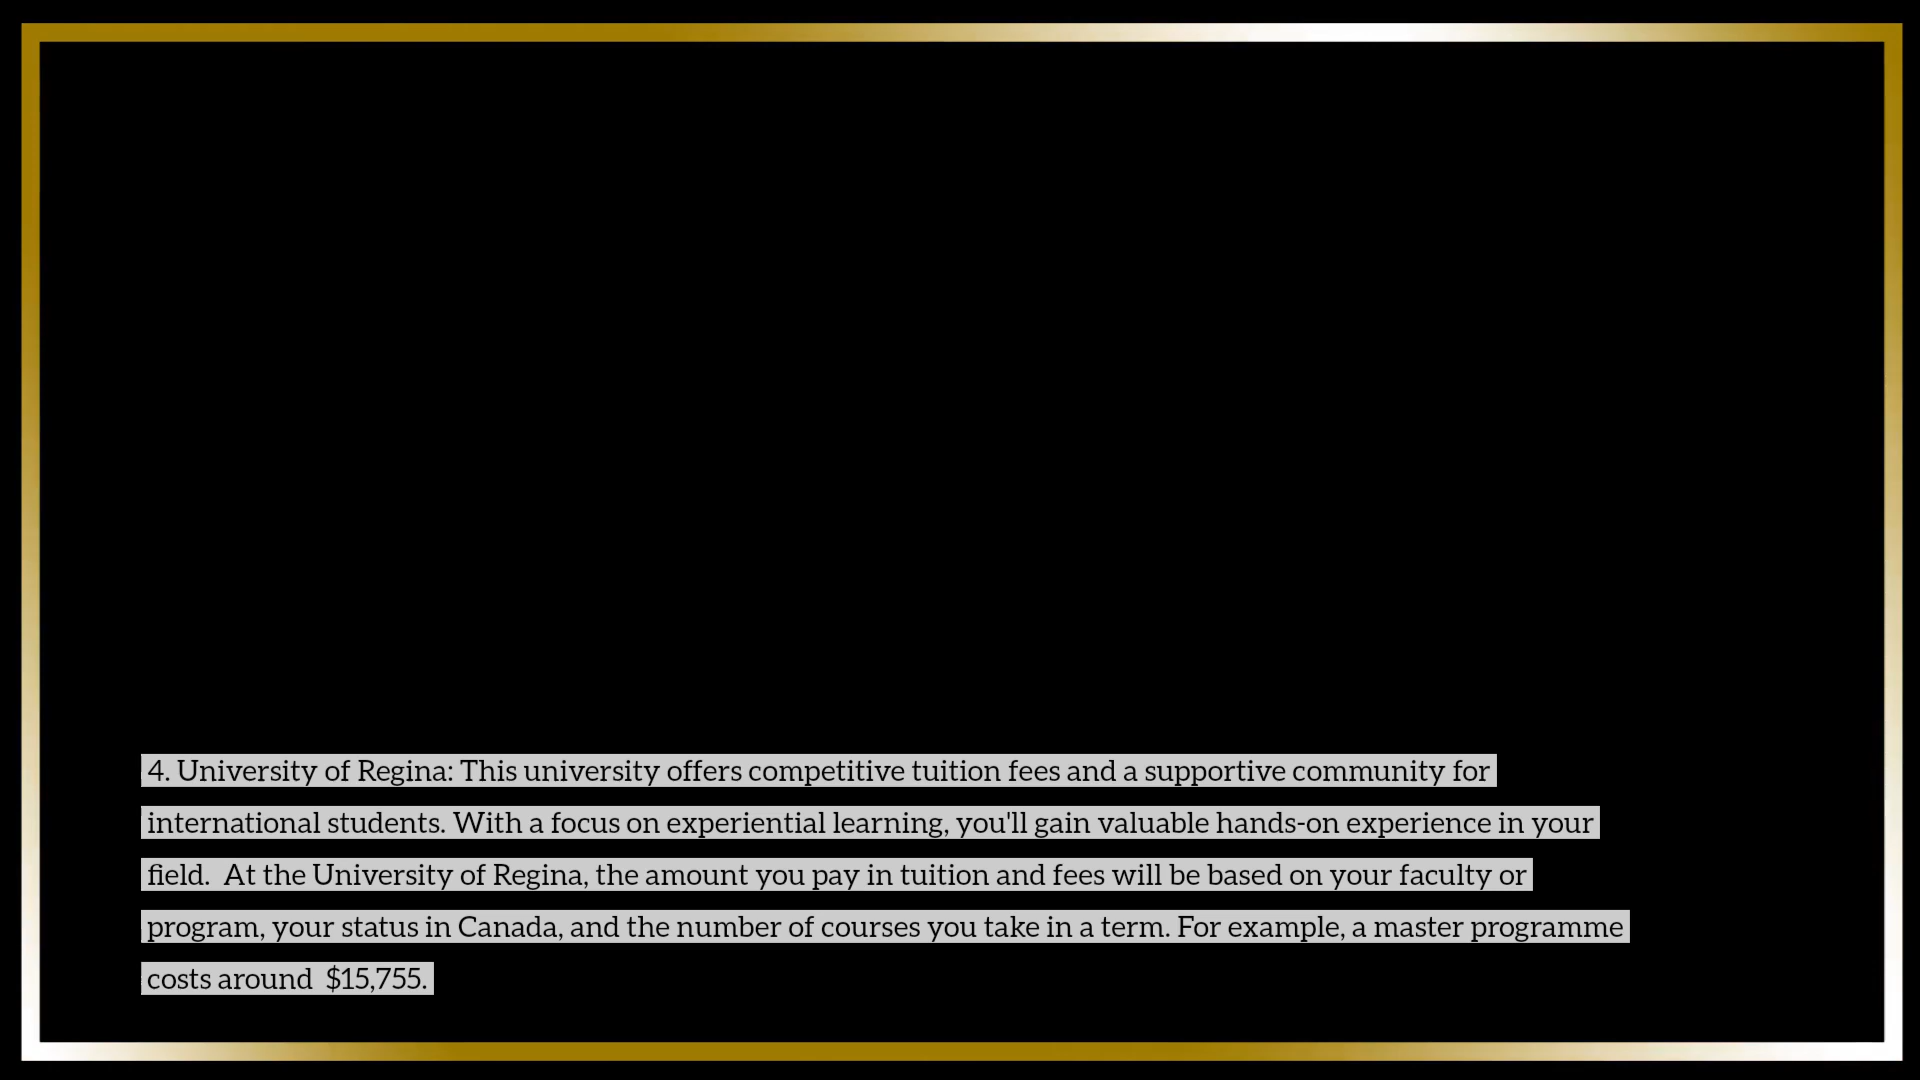 4. University of Regina: This university offers competitive tuition fees and a supportive community for
international students. With a focus on experiential learning, you'll gain valuable hands-on experience in your
field.  At the University of Regina, the amount you pay in tuition and fees will be based on your faculty or
program, your status in Canada, and the number of courses you take in a term. For example, a master programme
costs around  $15,755.